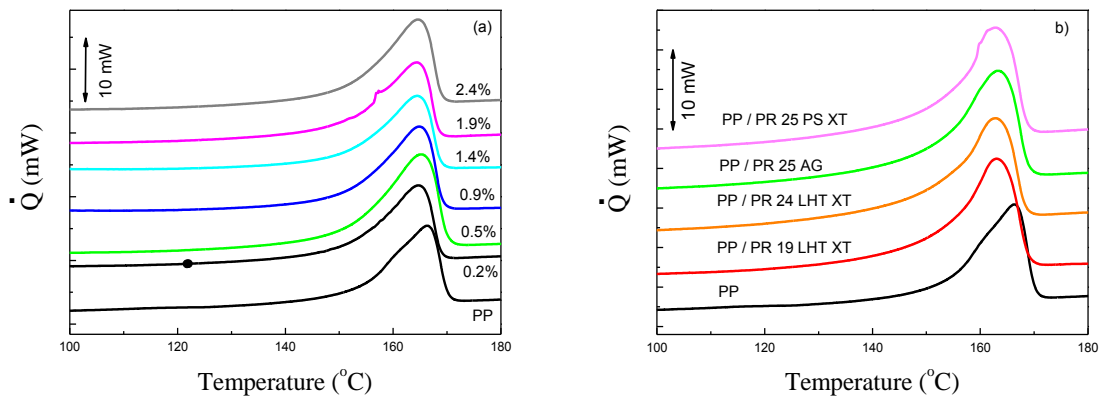 (a)
10 mW
2.4%
1.9%
1.4%
0.9%
0.5%
0.2%
PP
Q̇ (mW)
100 120 140 160 180
Temperature (°C)
b)
10 mW
PP / PR 25 PS XT
PP / PR 25 AG
PP / PR 24 LHT XT
PP / PR 19 LHT XT
PP
Q̇ (mW)
100 120 140 160 180
Temperature (°C)